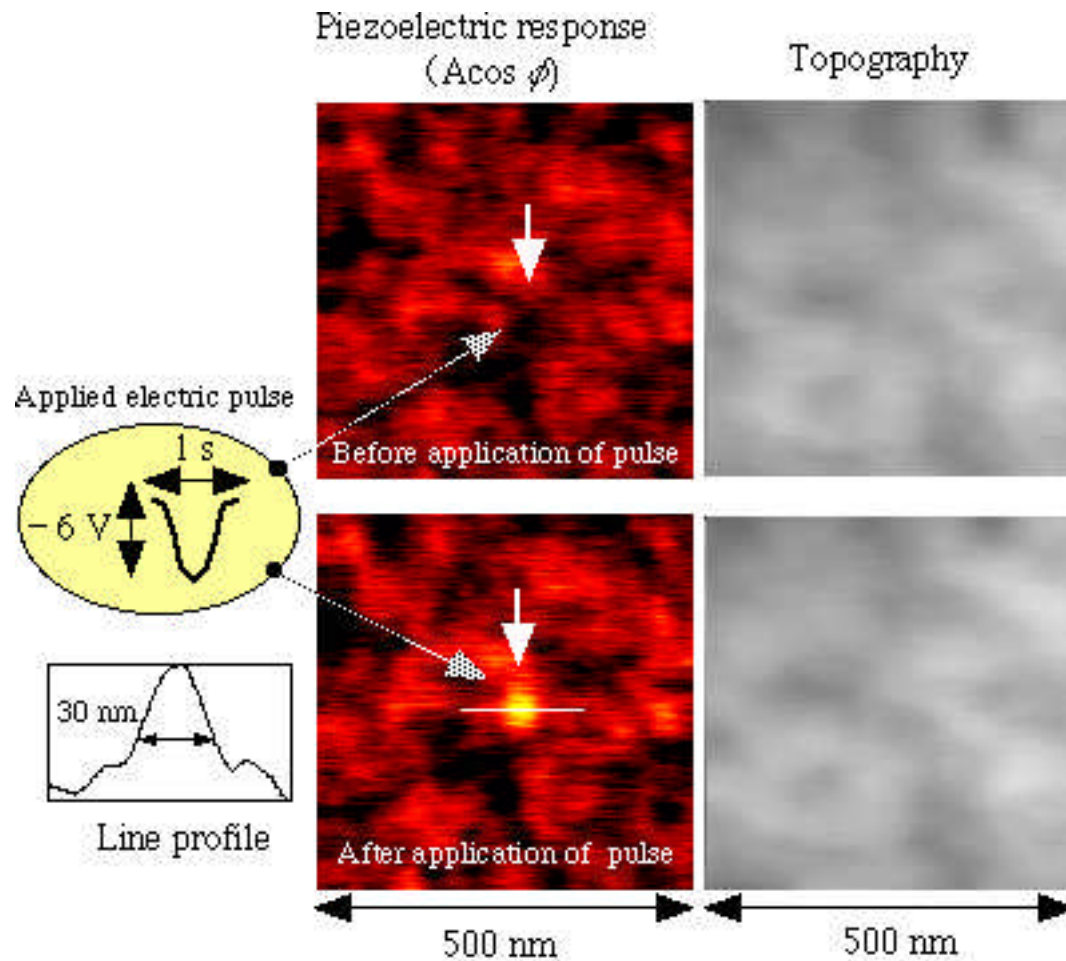 Piezoelectric response
(Acos ϕ)
Topography
Before application of pulse
Applied electric pulse
1 s
− 6 V
30 nm
Line profile
After application of pulse
500 nm
500 nm